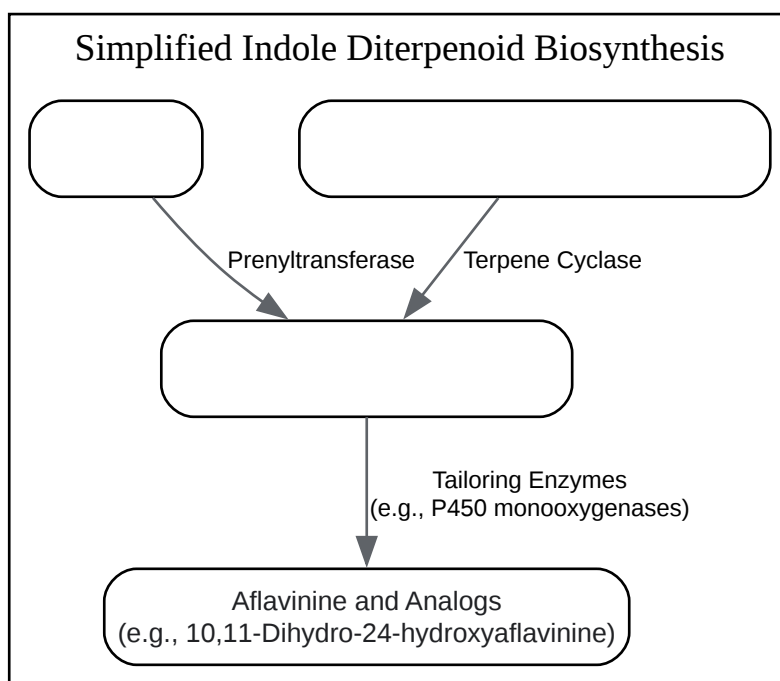 Simplified Indole Diterpenoid Biosynthesis
Prenyltransferase
Terpene Cyclase
Tailoring Enzymes
(e.g., P450 monooxygenases)
Aflavinine and Analogs
(e.g., 10,11-Dihydro-24-hydroxyaflavinine)